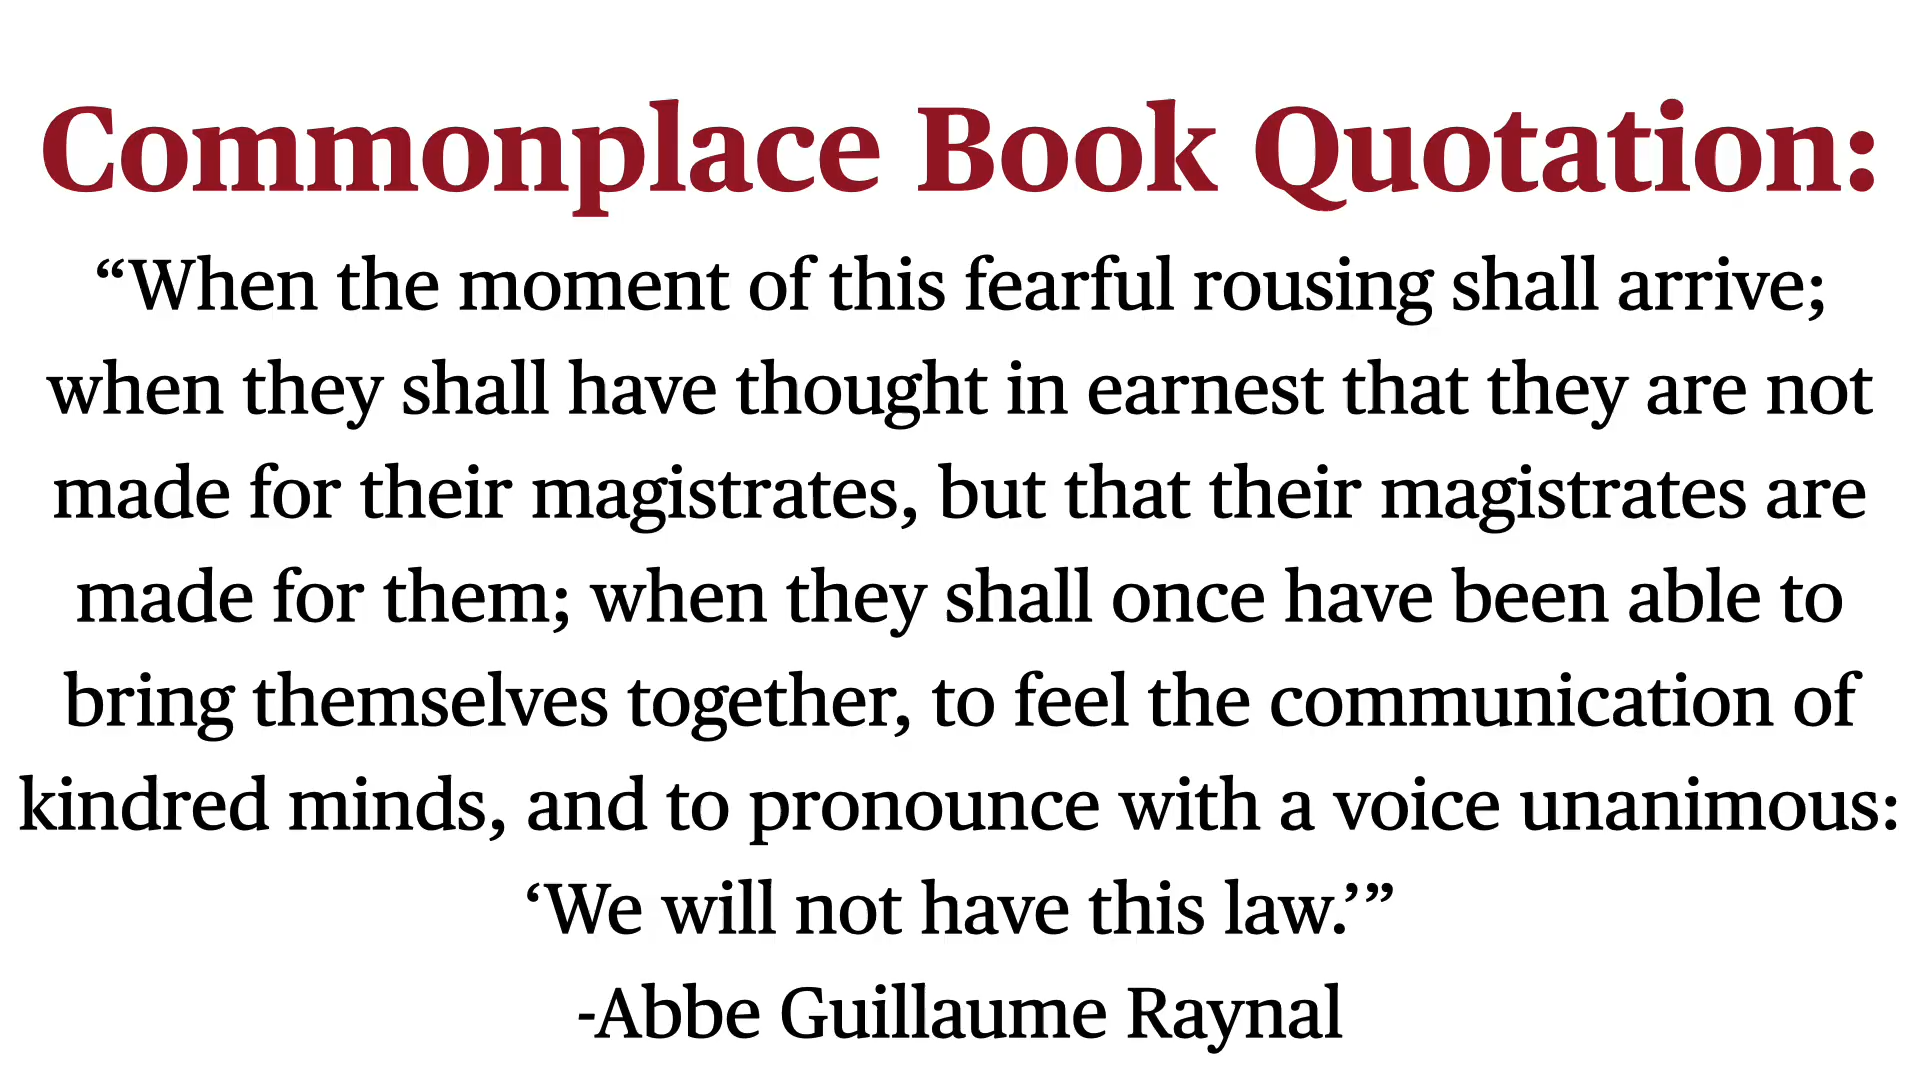 Commonplace Book Quotation:
“When the moment of this fearful rousing shall arrive;
when they shall have thought in earnest that they are not
made for their magistrates, but that their magistrates are
made for them; when they shall once have been able to
bring themselves together, to feel the communication of
kindred minds, and to pronounce with a voice unanimous:
‘We will not have this law.’”
-Abbe Guillaume Raynal